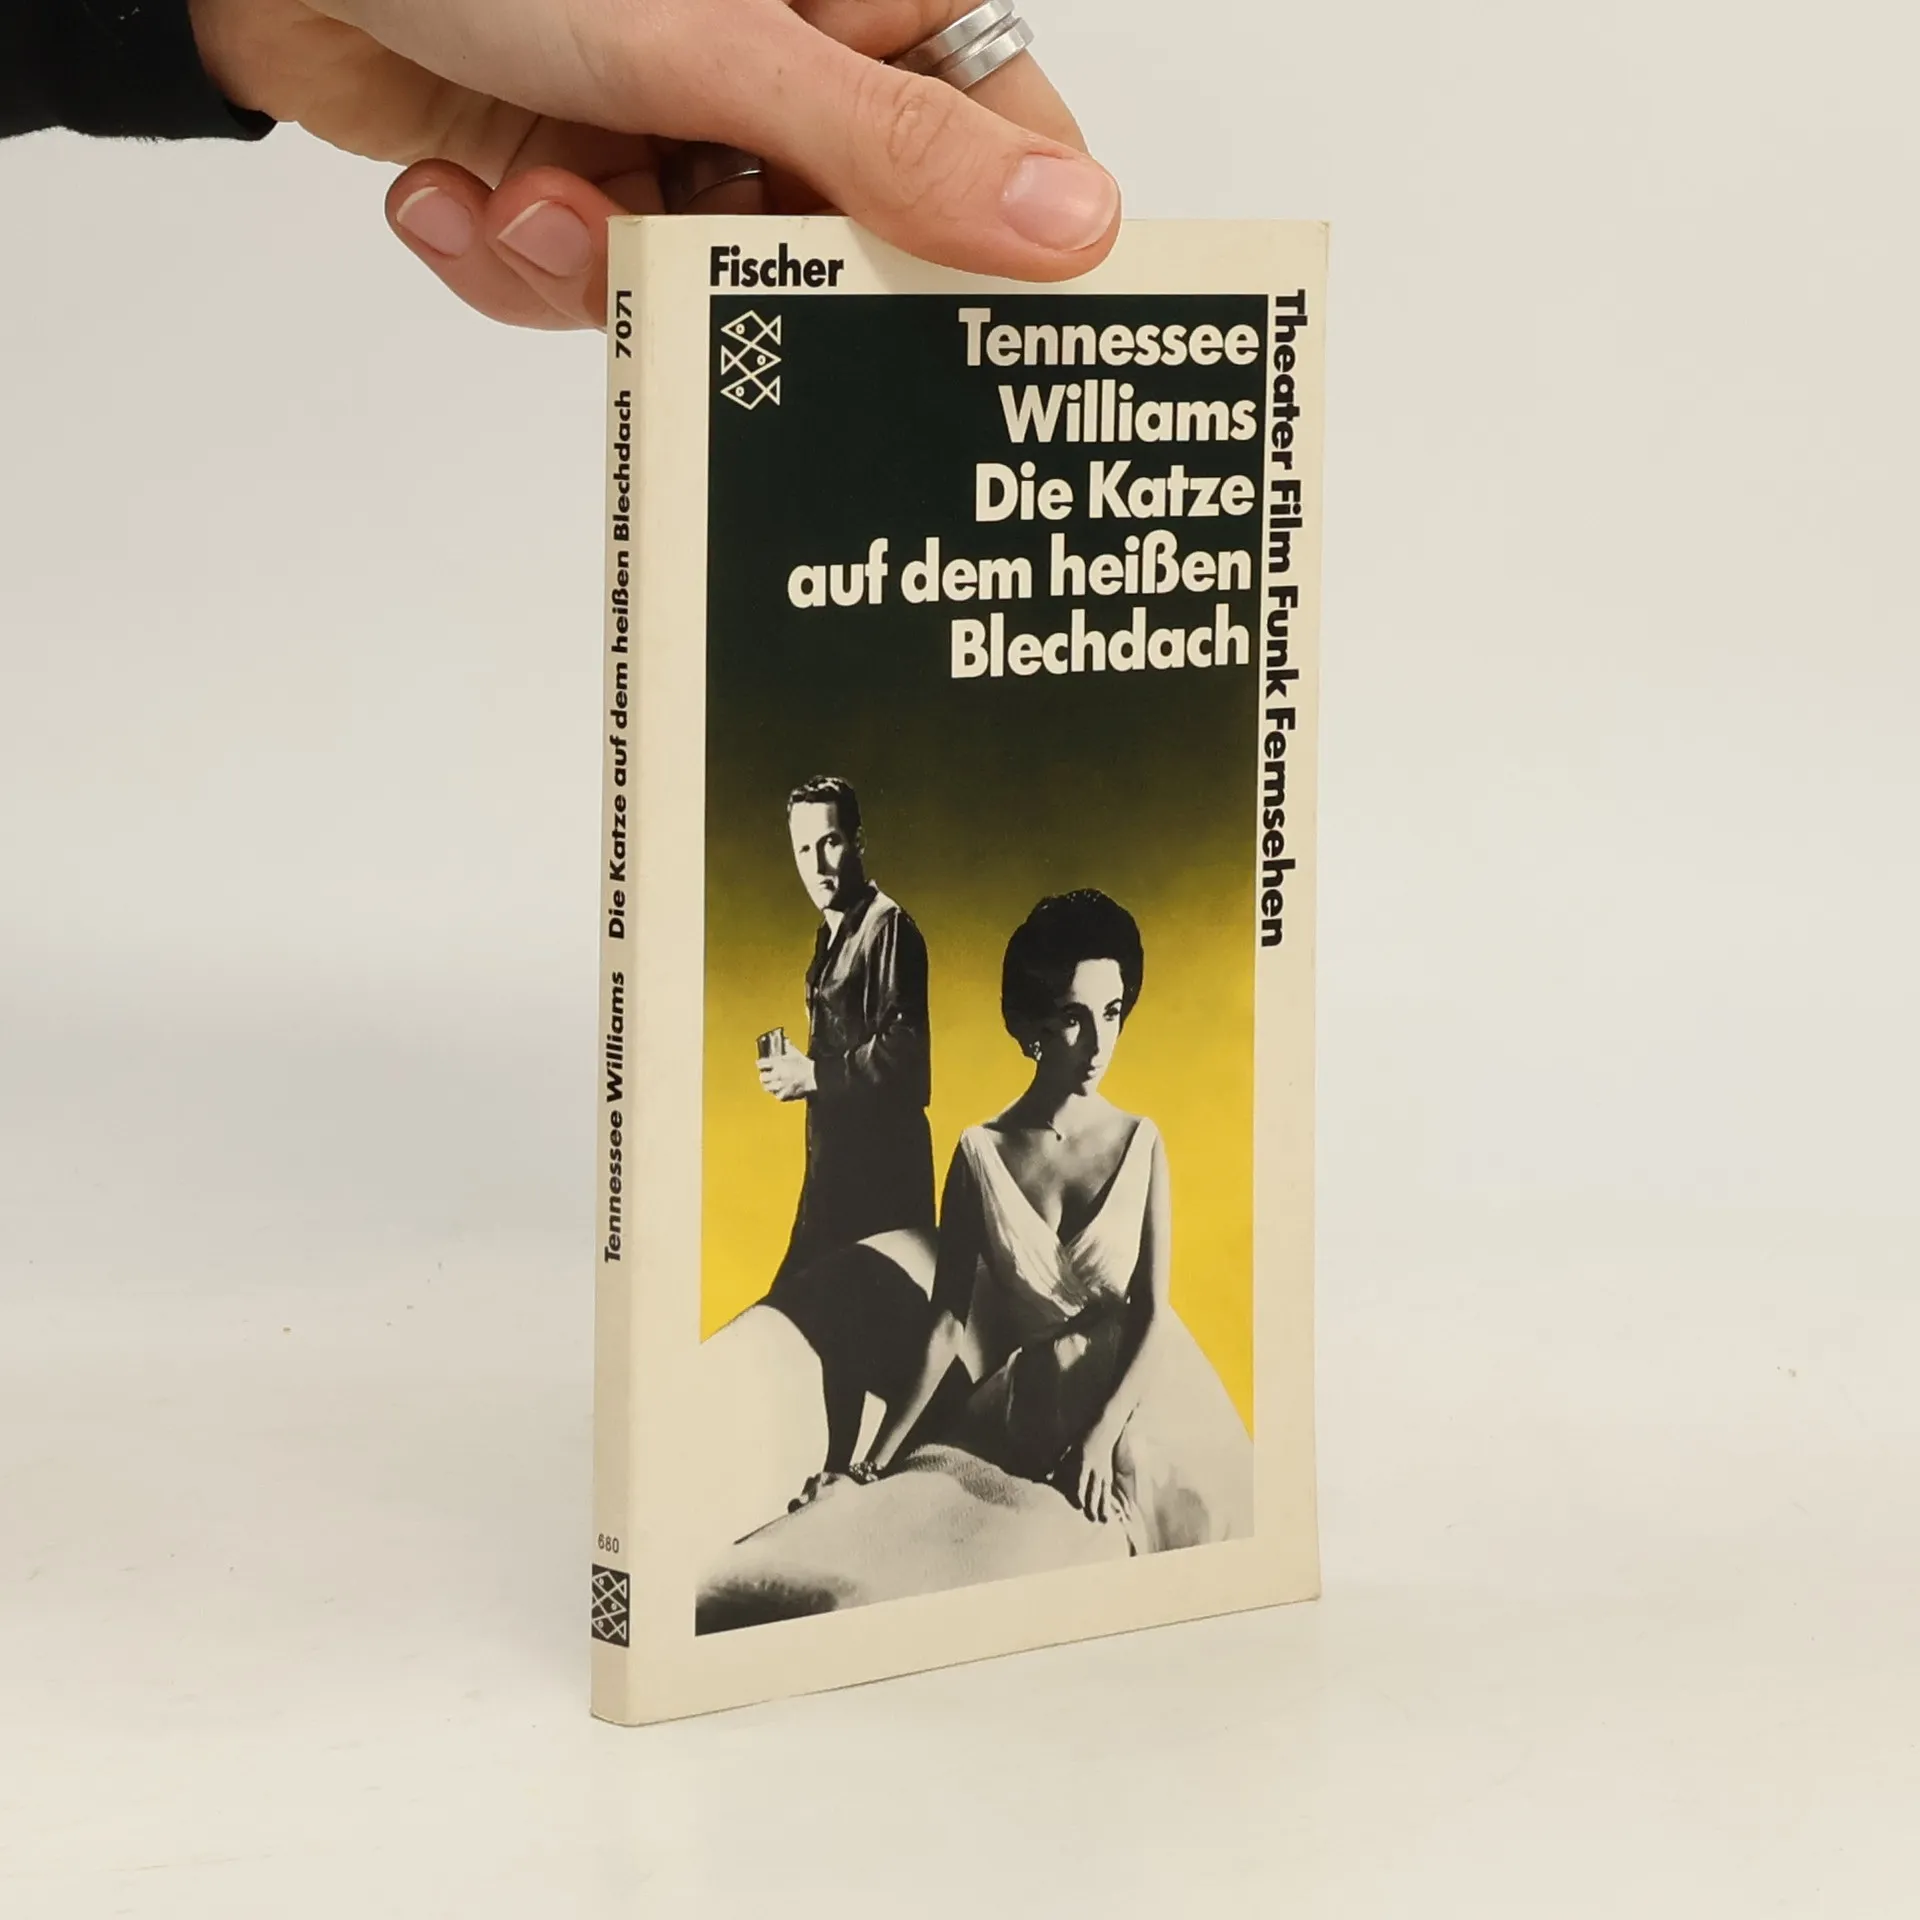 Fischer
Tennessee
Williams
Die Katze
auf dem heißen
Blechdach
Theater Film Funk Fernsehen
Tennessee Williams Die Katze auf dem heißen Blechdach 7071
680